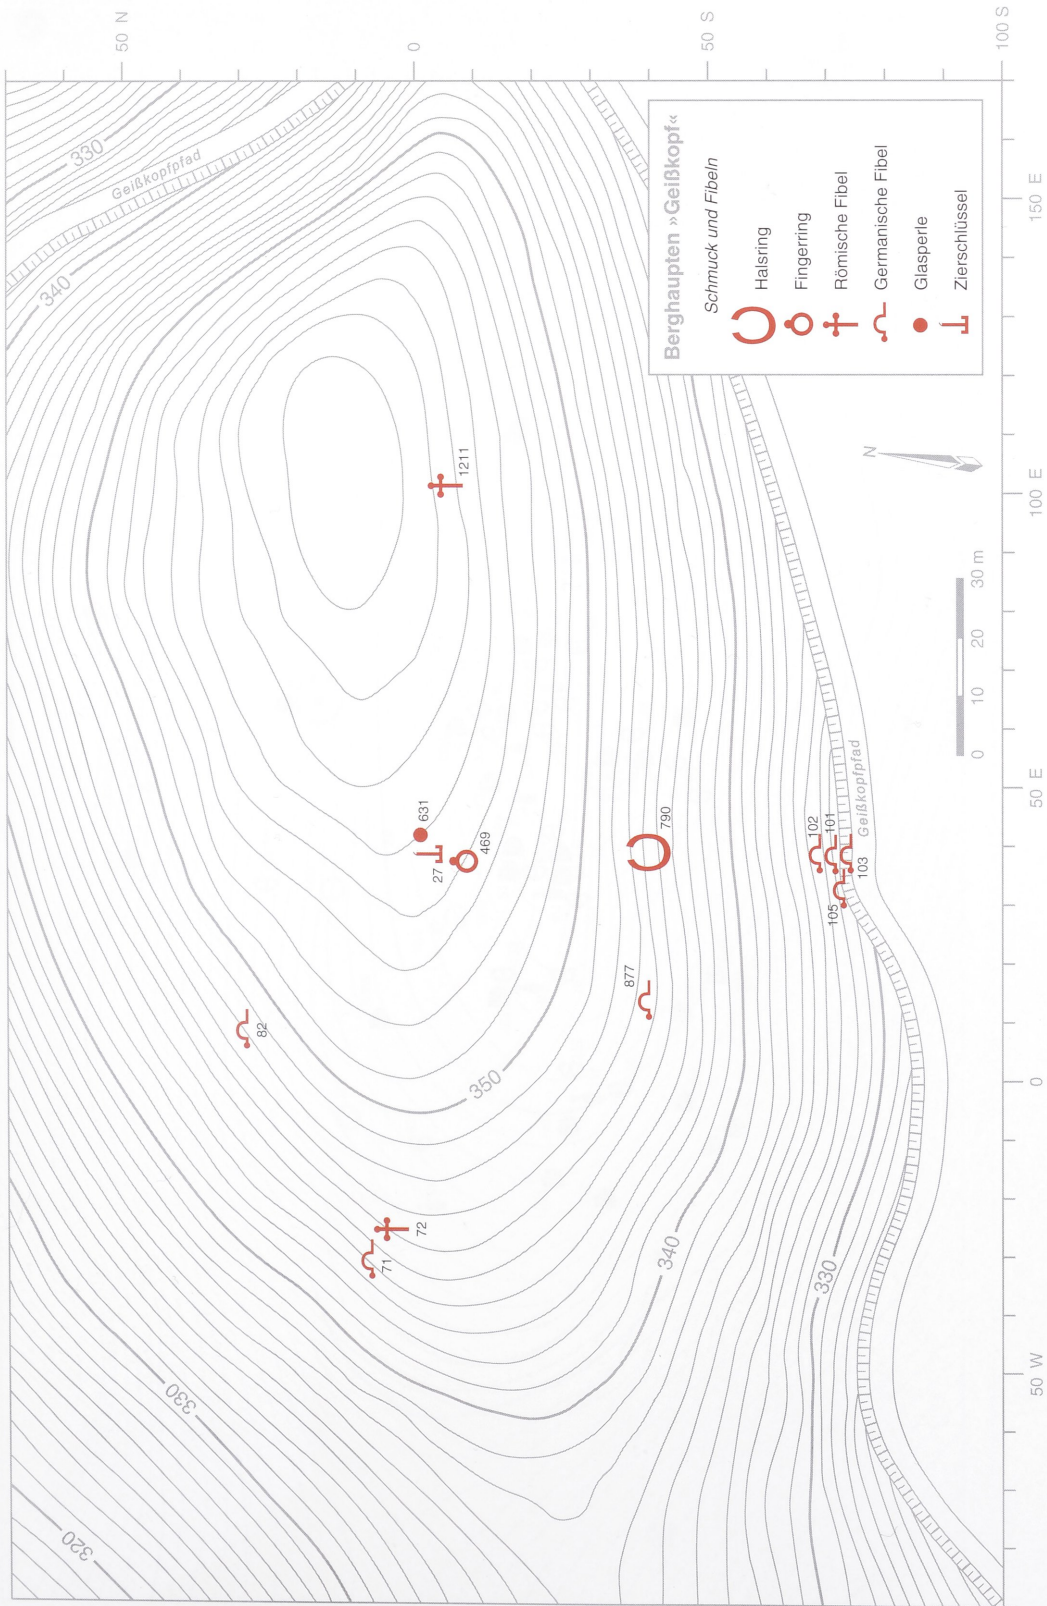 Berghaupten »Geißkopf«
Schmuck und Fibeln
Halsring
Fingerring
Römische Fibel
Germanische Fibel
Glasperle
Zierschlüssel
320
330
340
350
340
330
330
340
Geißkopfpfad
Geißkopfpfad
71
72
82
877
27
631
469
790
102
101
103
105
1211
N
0 10 20 30 m
50 N
0
50 S
100 S
50 W
0
50 E
100 E
150 E